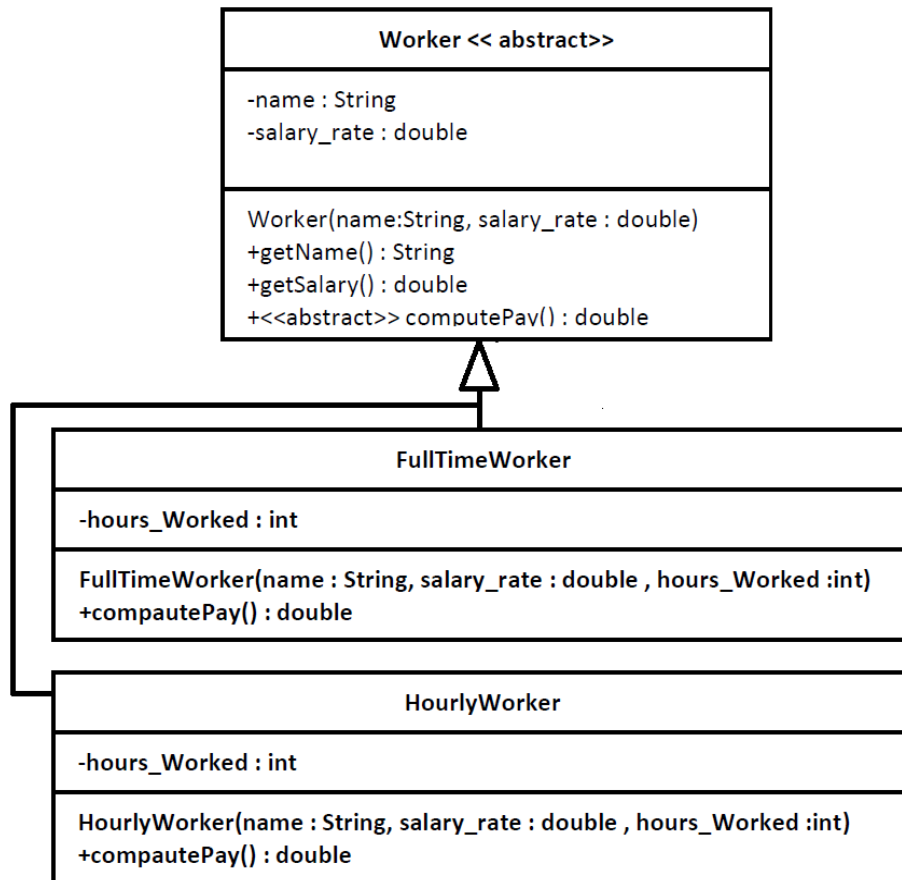 Worker << abstract>>
-name : String
-salary_rate : double
Worker(name:String, salary_rate : double)
+getName() : String
+getSalary() : double
+<<abstract>> computePay() : double
FullTimeWorker
-hours_Worked : int
FullTimeWorker(name : String, salary_rate : double , hours_Worked :int)
+compautePay() : double
HourlyWorker
-hours_Worked : int
HourlyWorker(name : String, salary_rate : double , hours_Worked :int)
+compautePay() : double